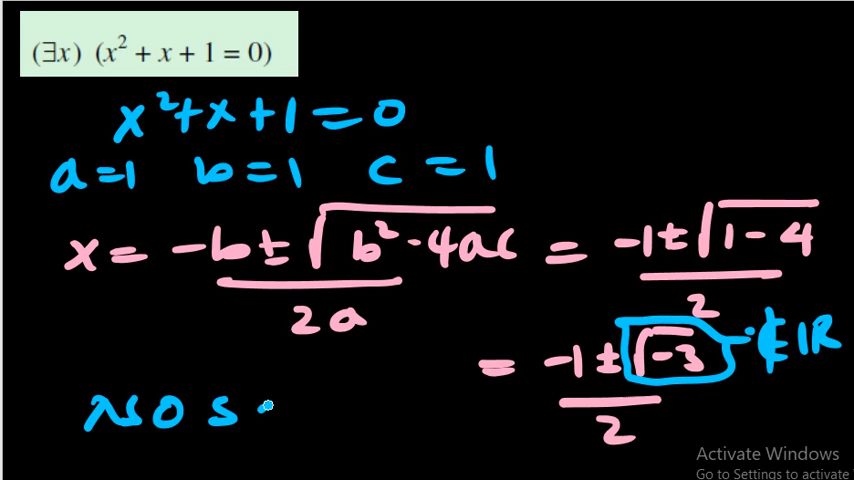 (∃x) (x² + x + 1 = 0)
x²+x+1=0
a=1 b=1 c=1
x = -b±√(b²-4ac) / 2a = -1±√(1-4) / 2
= -1±√-3 / 2 ∉ IR
NO S
Activate Windows
Go to Settings to activate